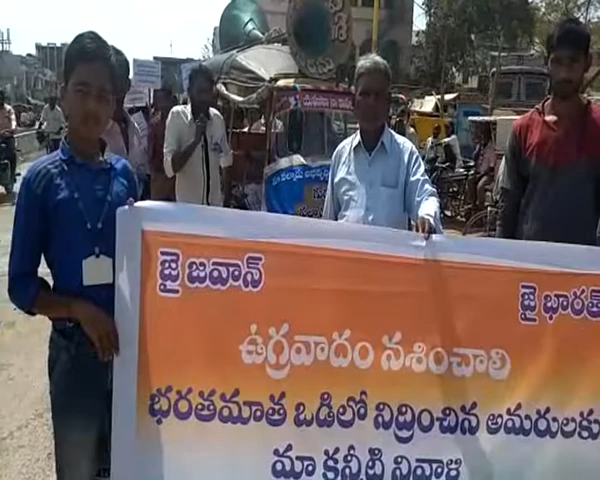 జై జవాన్
జై భారత్
ఉగ్రవాదం నశించాలి
భరతమాత ఒడిలో నిద్రించిన అమరులకు
మా కన్నీటి నివాళి